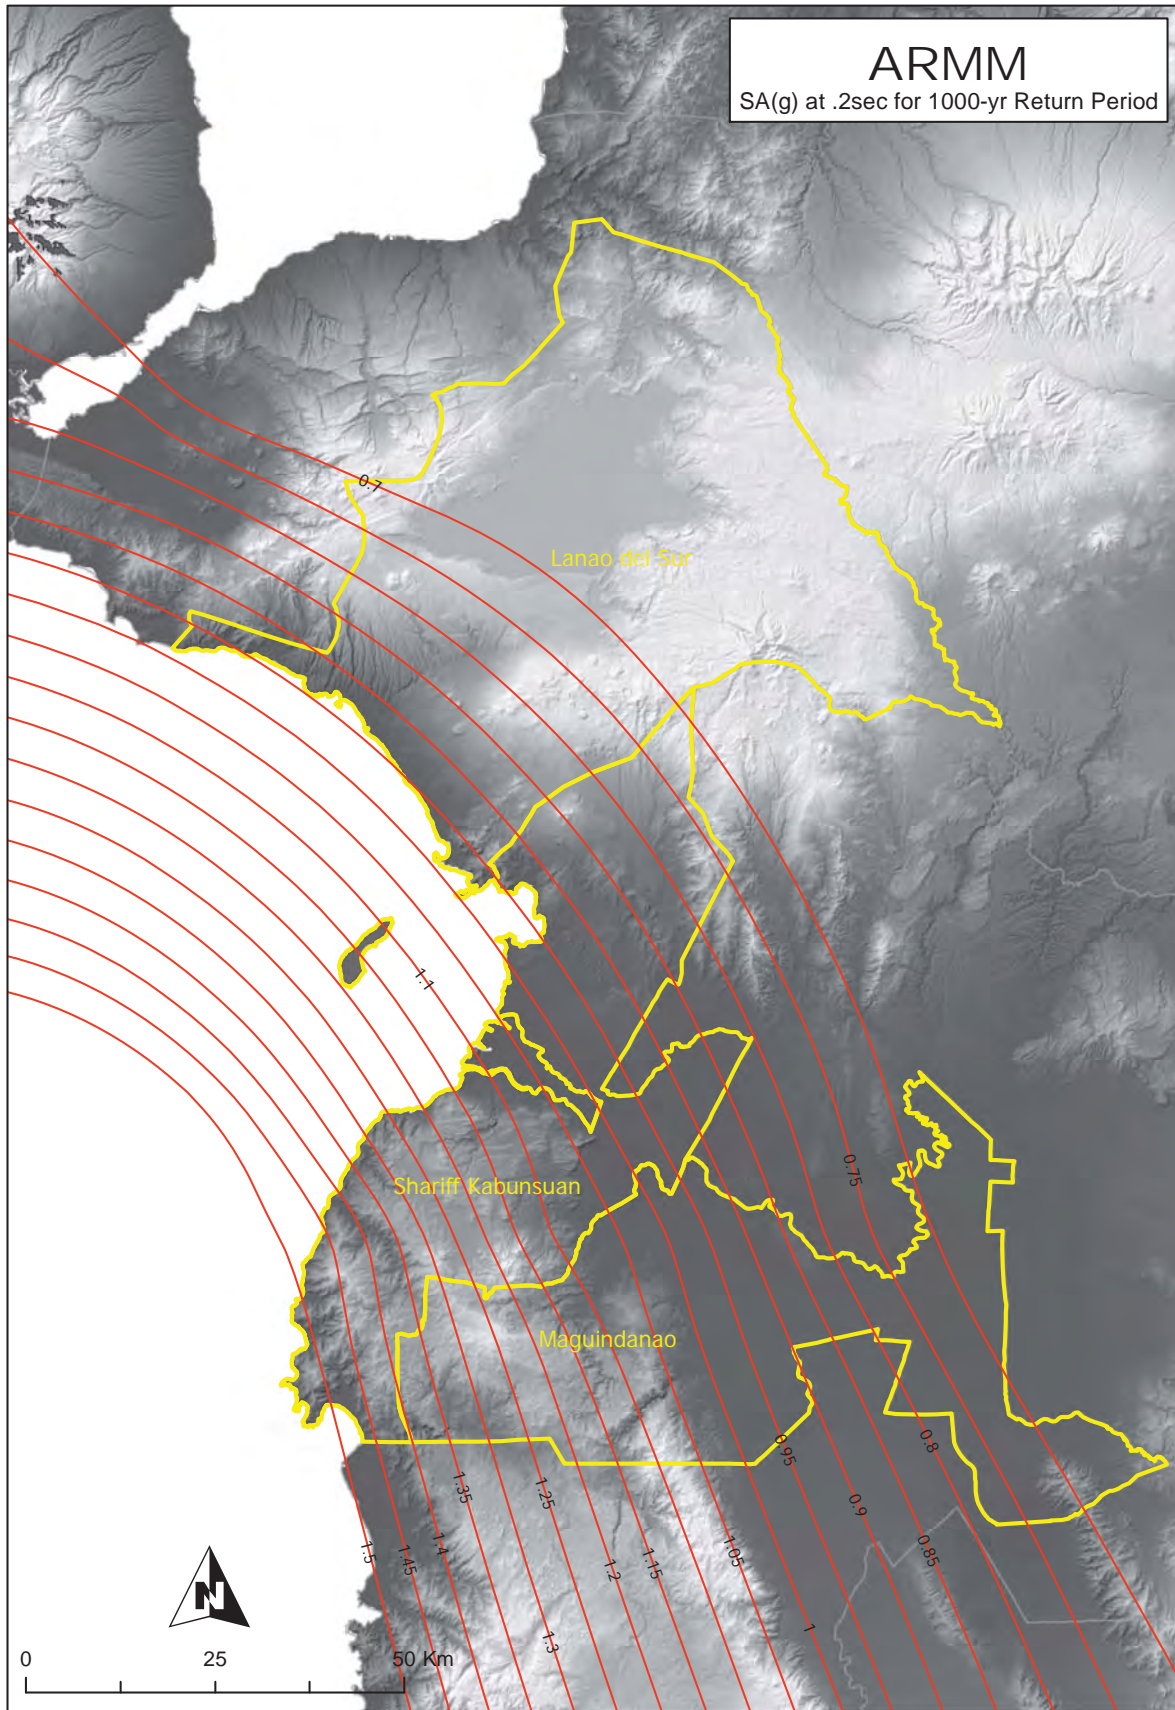 ARMM
SA(g) at .2sec for 1000-yr Return Period
0.7
Lanao del Sur
1.1
0.75
Shariff Kabunsuan
Maguindanao
0.8
0.95
1.35
1.25
0.9
1.5
1.45
1.4
1.2
1.15
1.05
0.85
1.3
1
N
0 25 50 Km